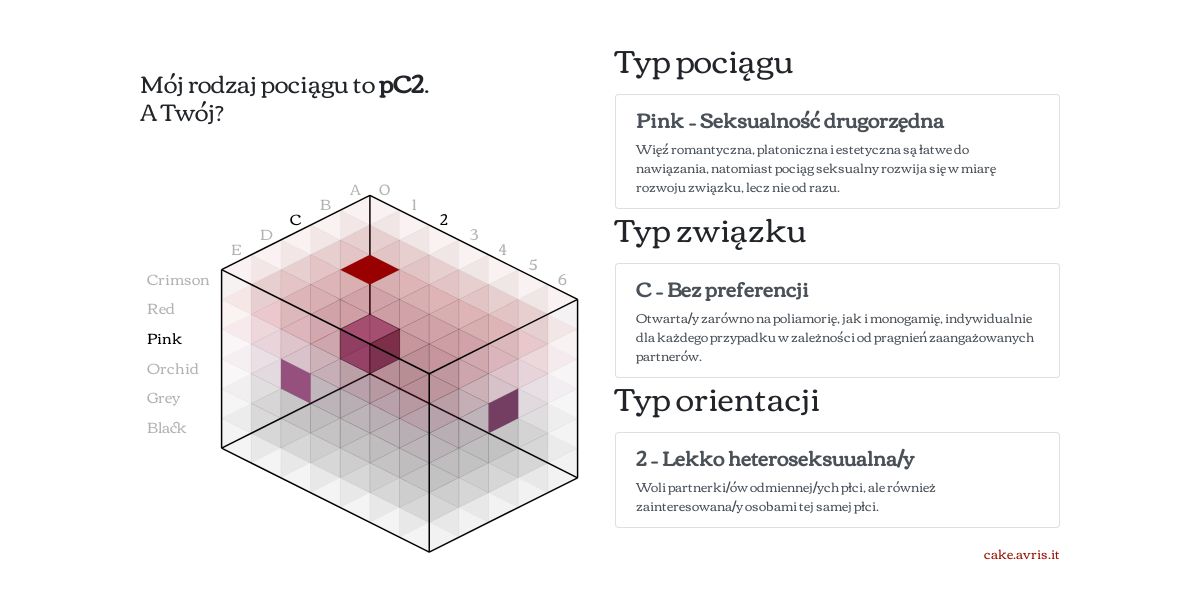 Mój rodzaj pociągu to pC2.
A Twój?
A O
B 1
C 2
D 3
E 4
5
6
Crimson
Red
Pink
Orchid
Grey
Black
Typ pociągu
Pink - Seksualność drugorzędna
Więź romantyczna, platoniczna i estetyczna są łatwe do
nawiązania, natomiast pociąg seksualny rozwija się w miarę
rozwoju związku, lecz nie od razu.
Typ związku
C - Bez preferencji
Otwarta/y zarówno na poliamorię, jak i monogamię, indywidualnie
dla każdego przypadku w zależności od pragnień zaangażowanych
partnerów.
Typ orientacji
2 - Lekko heteroseksuualna/y
Woli partnerki/ów odmiennej/ych płci, ale również
zainteresowana/y osobami tej samej płci.
cake.avris.it